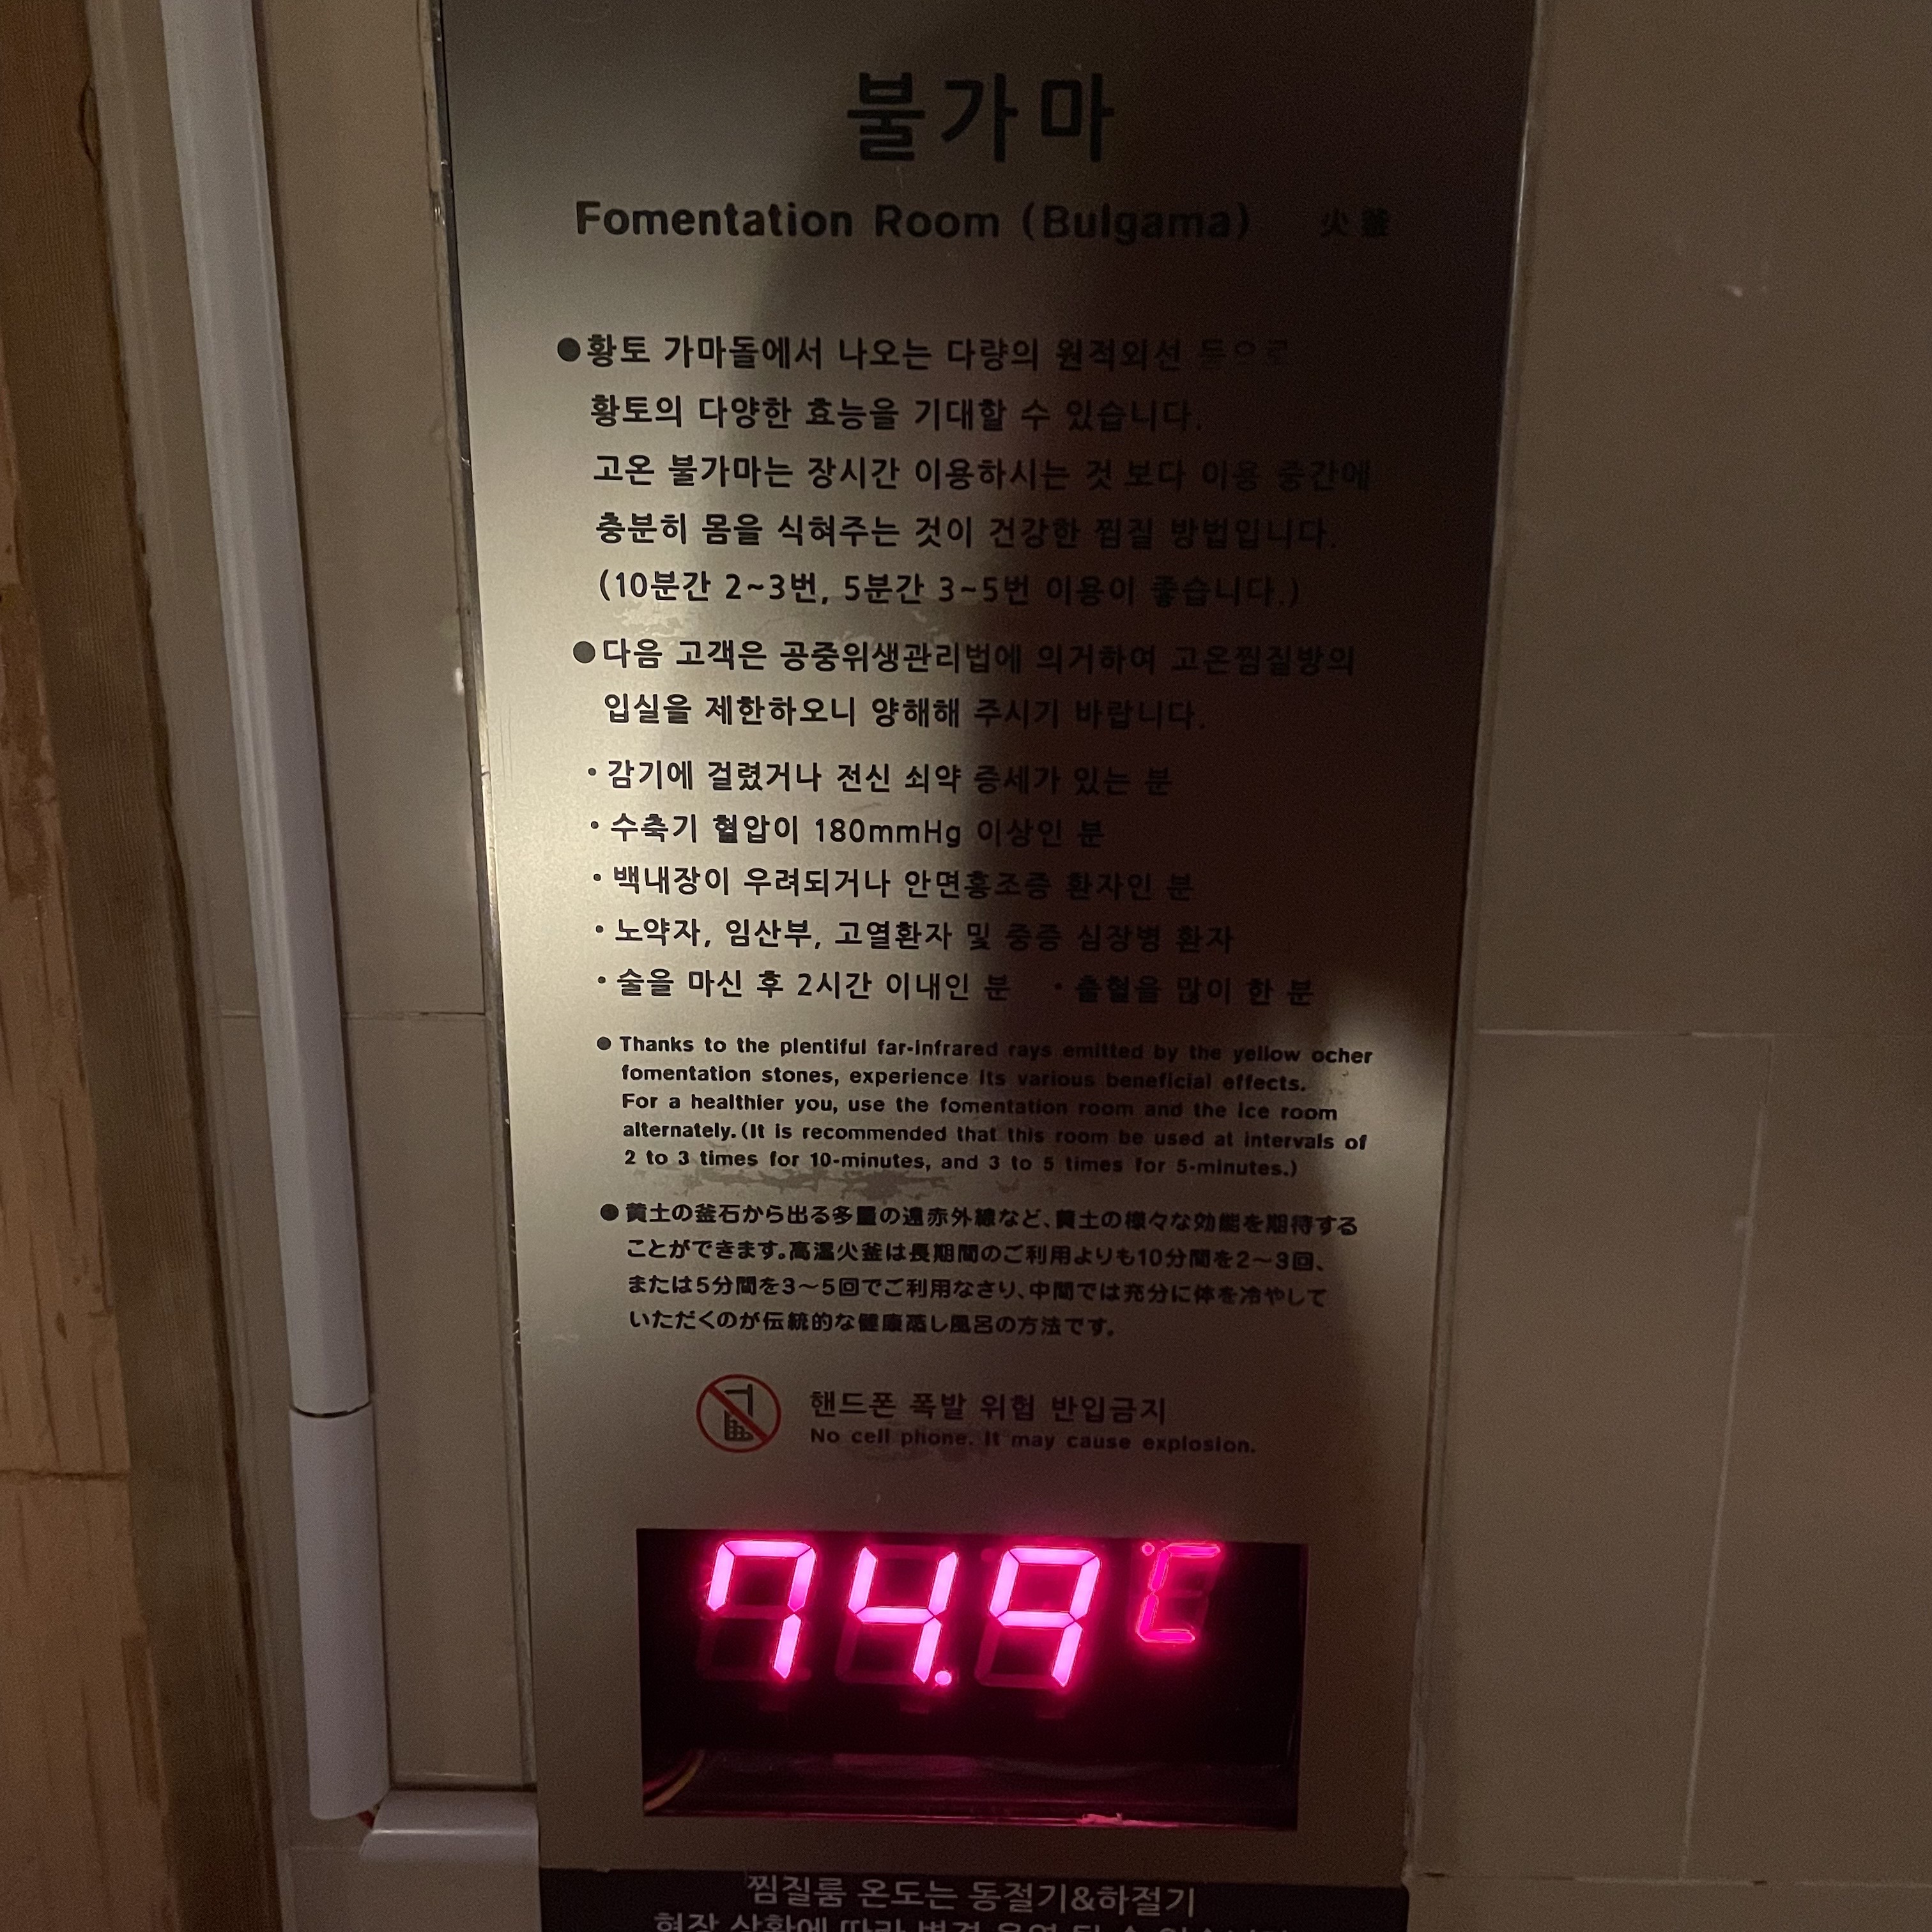 불가마
Fomentation Room (Bulgama) 火釜
●황토 가마돌에서 나오는 다량의 원적외선 등으로
황토의 다양한 효능을 기대할 수 있습니다.
고온 불가마는 장시간 이용하시는 것 보다 이용 중간에
충분히 몸을 식혀주는 것이 건강한 찜질 방법입니다.
(10분간 2~3번, 5분간 3~5번 이용이 좋습니다.)
●다음 고객은 공중위생관리법에 의거하여 고온찜질방의
입실을 제한하오니 양해해 주시기 바랍니다.
·감기에 걸렸거나 전신 쇠약 증세가 있는 분
·수축기 혈압이 180mmHg 이상인 분
·백내장이 우려되거나 안면홍조증 환자인 분
·노약자, 임산부, 고열환자 및 중증 심장병 환자
·술을 마신 후 2시간 이내인 분 ·출혈을 많이 한 분
●Thanks to the plentiful far-infrared rays emitted by the yellow ocher
fomentation stones, experience its various beneficial effects.
For a healthier you, use the fomentation room and the ice room
alternately.(It is recommended that this room be used at intervals of
2 to 3 times for 10-minutes, and 3 to 5 times for 5-minutes.)
●黄土の釜石から出る多量の遠赤外線など、黄土の様々な効能を期待する
ことができます。高温火釜は長期間のご利用よりも10分間を2～3回、
または5分間を3～5回でご利用なさり、中間では充分に体を冷やして
いただくのが伝統的な健康蒸し風呂の方法です。
핸드폰 폭발 위험 반입금지
No cell phone. It may cause explosion.
74.9℃
찜질룸 온도는 동절기&하절기
현장 상황에 따라 변경 운영 될 수 있습니다